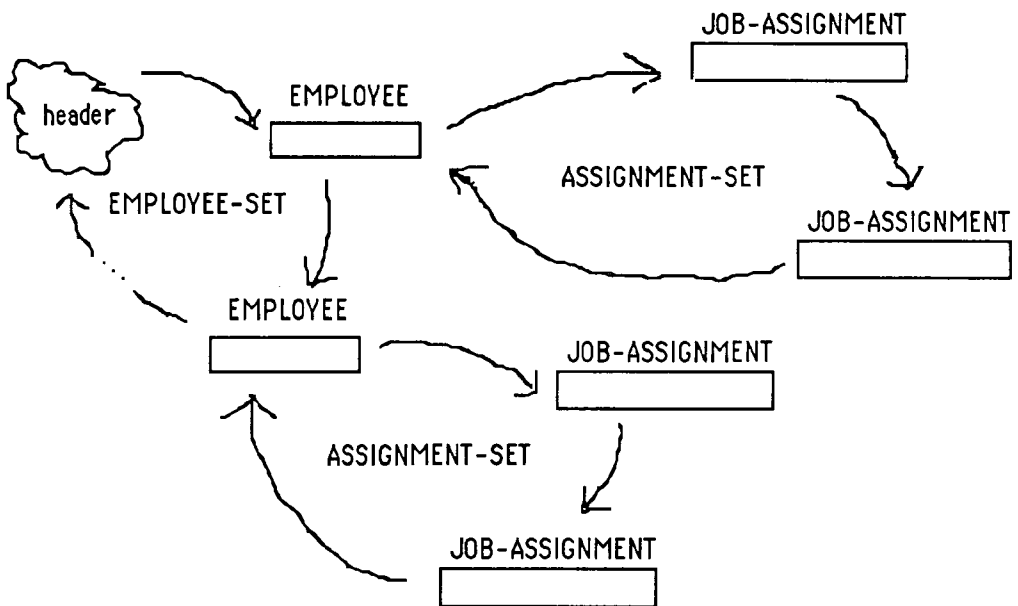 JOB-ASSIGNMENT
header
EMPLOYEE
ASSIGNMENT-SET
EMPLOYEE-SET
JOB-ASSIGNMENT
EMPLOYEE
JOB-ASSIGNMENT
ASSIGNMENT-SET
JOB-ASSIGNMENT